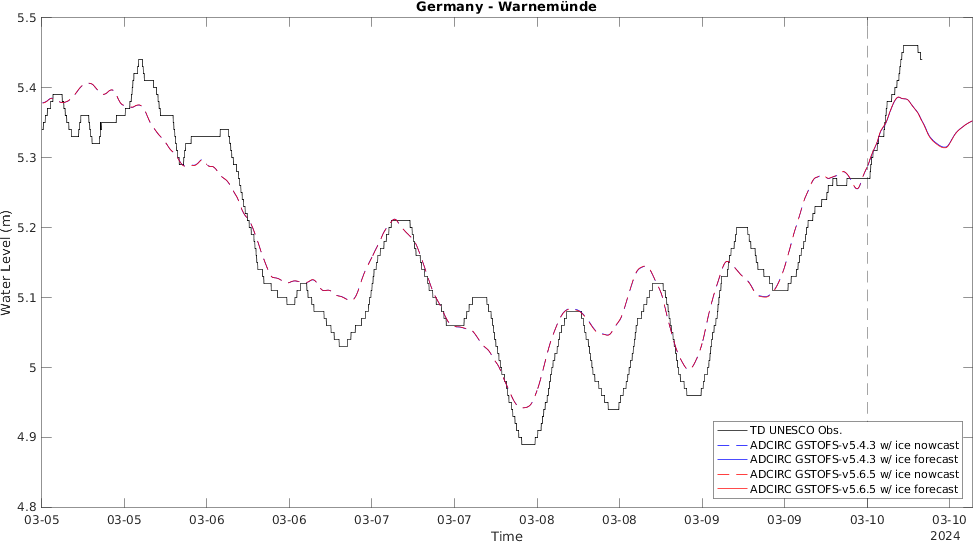 Germany - Warnemünde
5.5
5.4
5.3
5.2
5.1
5
4.9
4.8
Water Level (m)
TD UNESCO Obs.
ADCIRC GSTOFS-v5.4.3 w/ ice nowcast
ADCIRC GSTOFS-v5.4.3 w/ ice forecast
ADCIRC GSTOFS-v5.6.5 w/ ice nowcast
ADCIRC GSTOFS-v5.6.5 w/ ice forecast
03-05 03-05 03-06 03-06 03-07 03-07 03-08 03-08 03-09 03-09 03-10 03-10
Time
2024